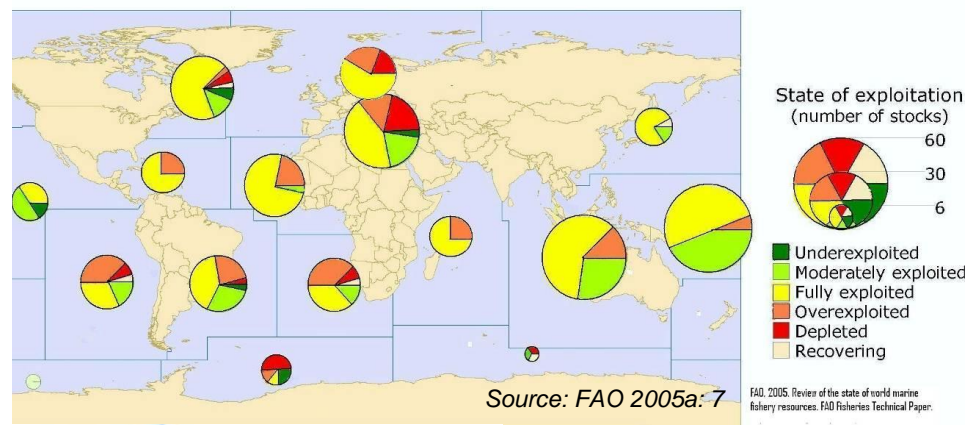 State of exploitation
(number of stocks)
60
30
6
Underexploited
Moderately exploited
Fully exploited
Overexploited
Depleted
Recovering
Source: FAO 2005a: 7
FAO, 2005. Review of the state of world marine
fishery resources. FAO Fisheries Technical Paper.